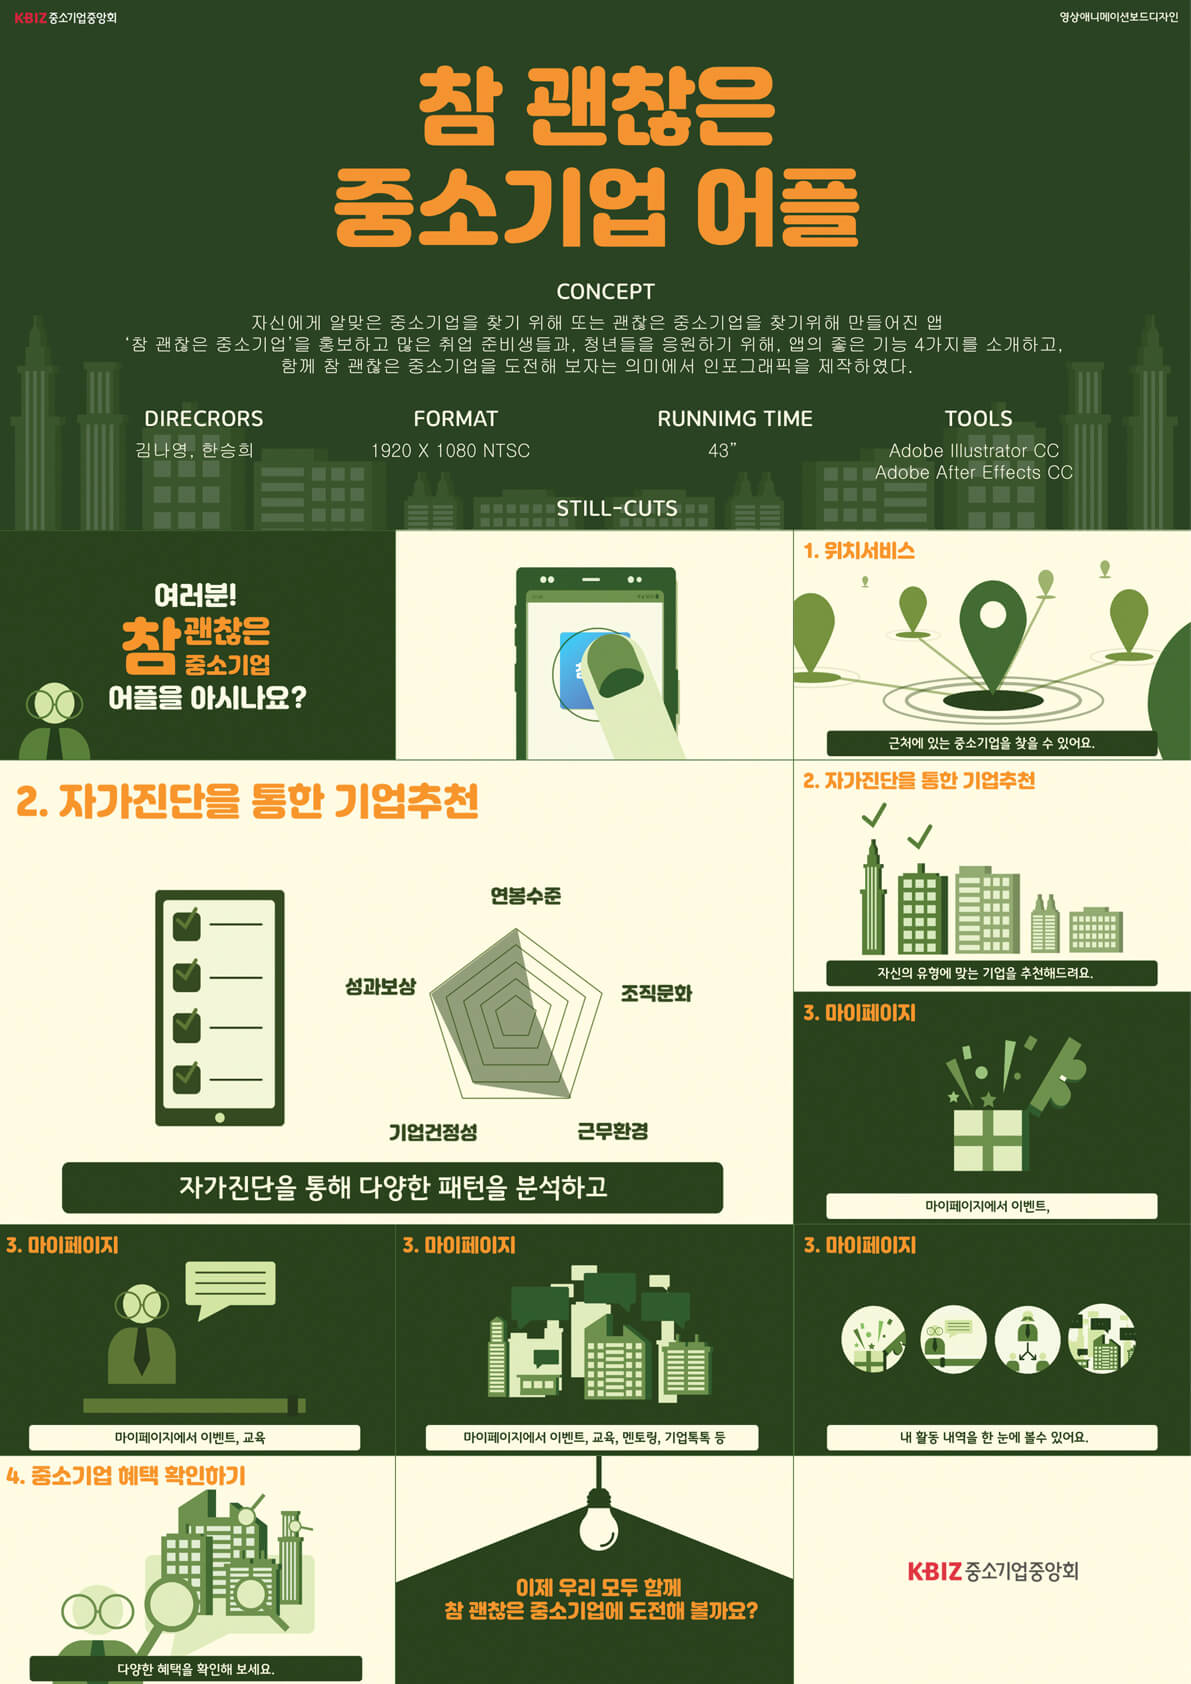 KBIZ중소기업중앙회
영상애니메이션보드디자인
참 괜찮은
중소기업 어플
CONCEPT
자신에게 알맞은 중소기업을 찾기 위해 또는 괜찮은 중소기업을 찾기위해 만들어진 앱
‘참 괜찮은 중소기업’을 홍보하고 많은 취업 준비생들과, 청년들을 응원하기 위해, 앱의 좋은 기능 4가지를 소개하고,
함께 참 괜찮은 중소기업을 도전해 보자는 의미에서 인포그래픽을 제작하였다.
DIRECRORS
김나영, 한승희
FORMAT
1920 X 1080 NTSC
RUNNIMG TIME
43”
TOOLS
Adobe Illustrator CC
Adobe After Effects CC
STILL-CUTS
여러분!
참 괜찮은
중소기업
어플을 아시나요?
1. 위치서비스
근처에 있는 중소기업을 찾을 수 있어요.
2. 자가진단을 통한 기업추천
연봉수준
성과보상
조직문화
기업건정성
근무환경
자가진단을 통해 다양한 패턴을 분석하고
2. 자가진단을 통한 기업추천
자신의 유형에 맞는 기업을 추천해드려요.
3. 마이페이지
마이페이지에서 이벤트,
3. 마이페이지
마이페이지에서 이벤트, 교육
3. 마이페이지
마이페이지에서 이벤트, 교육, 멘토링, 기업톡톡 등
3. 마이페이지
내 활동 내역을 한 눈에 볼수 있어요.
4. 중소기업 혜택 확인하기
다양한 혜택을 확인해 보세요.
이제 우리 모두 함께
참 괜찮은 중소기업에 도전해 볼까요?
KBIZ중소기업중앙회